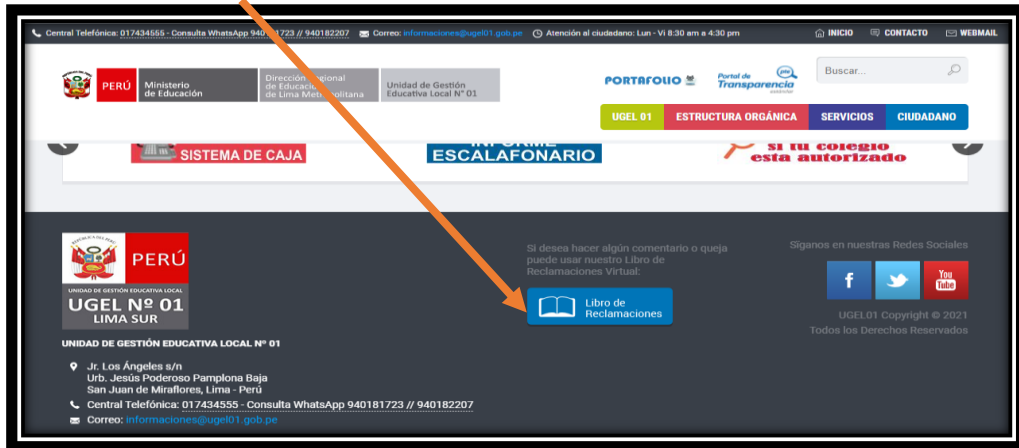 Central Telefónica: 017434555 - Consulta WhatsApp 940181723 // 940182207 Correo: informaciones@ugel01.gob.pe Atención al ciudadano: Lun - Vi 8:30 am a 4:30 pm INICIO CONTACTO WEBMAIL
PERÚ
Ministerio
de Educación
Dirección Regional
de Educación
de Lima Metropolitana
Unidad de Gestión
Educativa Local N° 01
PORTAFOLIO
Portal de
Transparencia
Buscar...
UGEL 01 ESTRUCTURA ORGÁNICA SERVICIOS CIUDADANO
SISTEMA DE CAJA
INFORME
ESCALAFONARIO
si tu colegio
esta autorizado
PERÚ
UNIDAD DE GESTIÓN EDUCATIVA LOCAL
UGEL Nº 01
LIMA SUR
UNIDAD DE GESTIÓN EDUCATIVA LOCAL Nº 01
Jr. Los Ángeles s/n
Urb. Jesús Poderoso Pamplona Baja
San Juan de Miraflores, Lima - Perú
Central Telefónica: 017434555 - Consulta WhatsApp 940181723 // 940182207
Correo: informaciones@ugel01.gob.pe
Si desea hacer algún comentario o queja
puede usar nuestro Libro de
Reclamaciones Virtual:
Libro de
Reclamaciones
Síganos en nuestras Redes Sociales
f
You
Tube
UGEL01 Copyright © 2021
Todos los Derechos Reservados